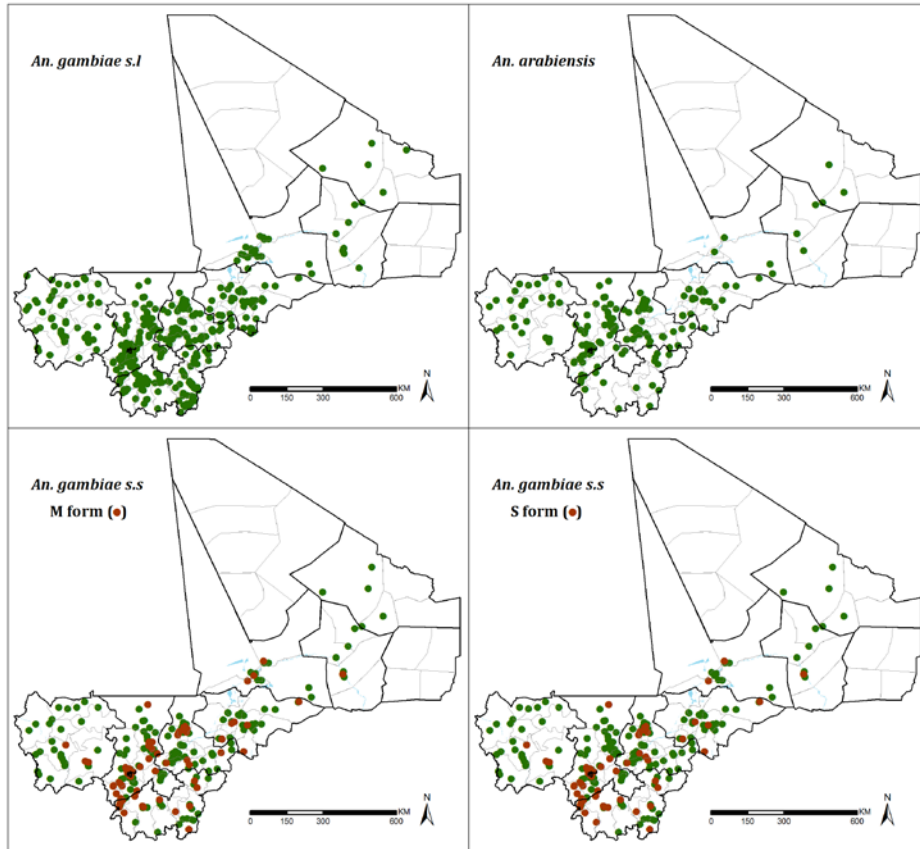 An. gambiae s.l
An. arabiensis
KM
0 150 300 600
N
KM
0 150 300 600
N
An. gambiae s.s
M form (●)
An. gambiae s.s
S form (●)
KM
0 150 300 600
N
KM
0 150 300 600
N